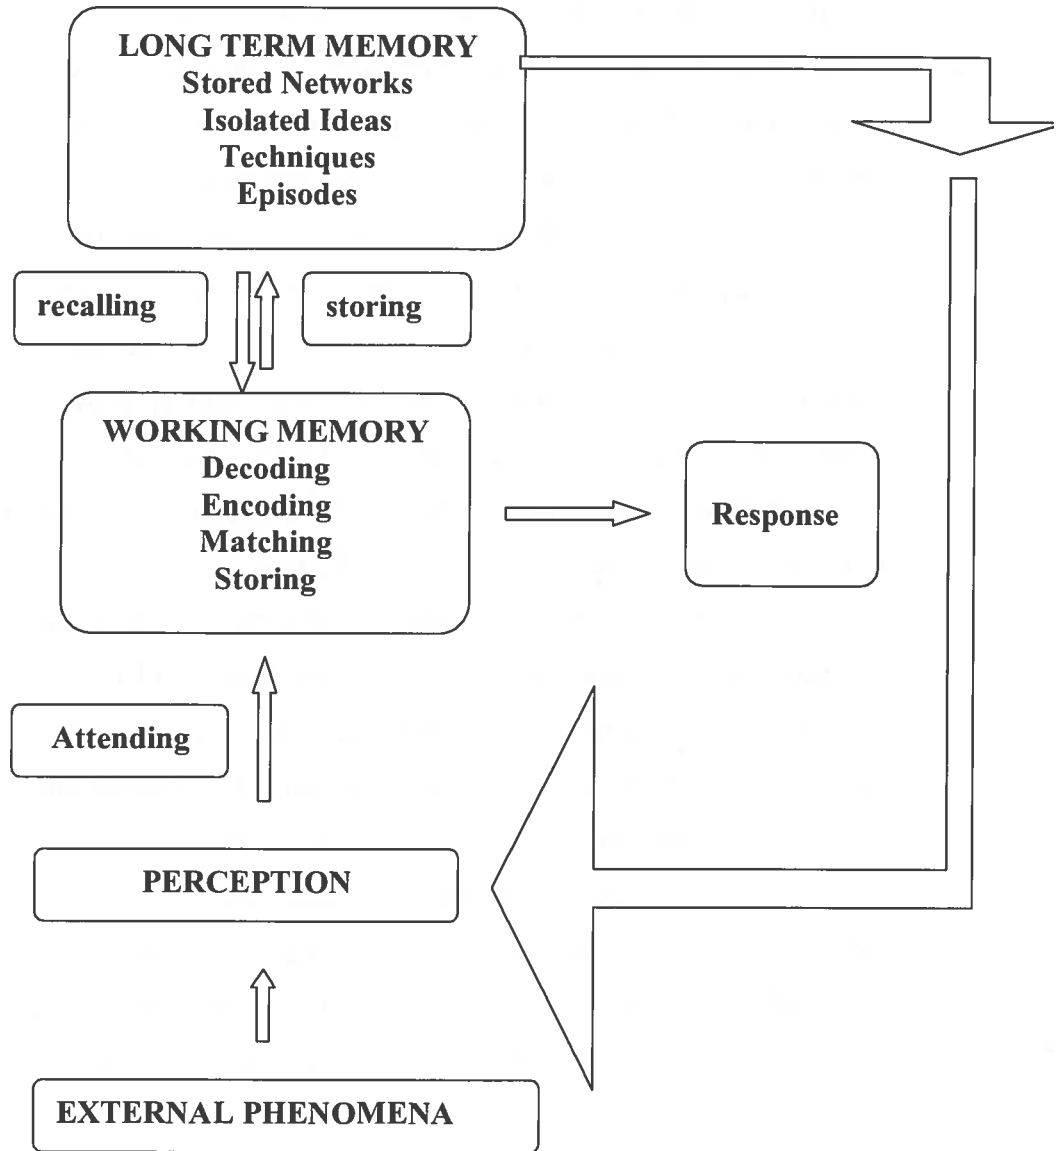 LONG TERM MEMORY
Stored Networks
Isolated Ideas
Techniques
Episodes
recalling
storing
WORKING MEMORY
Decoding
Encoding
Matching
Storing
Response
Attending
PERCEPTION
EXTERNAL PHENOMENA